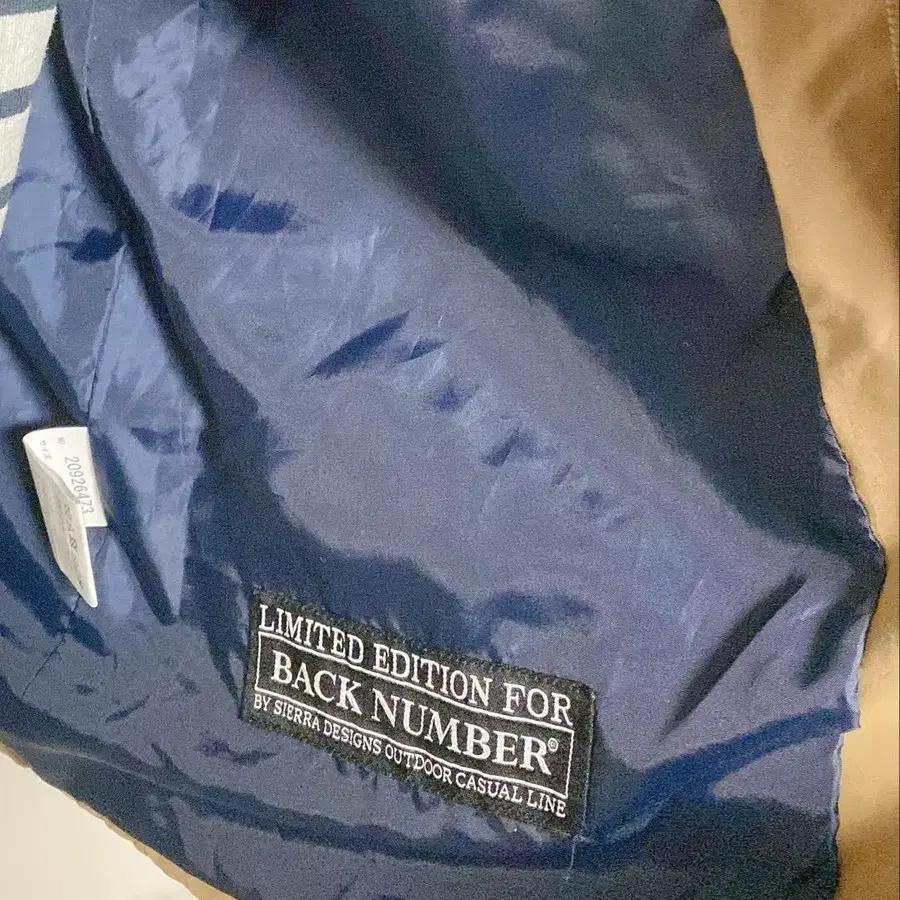 20926473
LIMITED EDITION FOR
BACK NUMBER®
BY SIERRA DESIGNS OUTDOOR CASUAL LINE